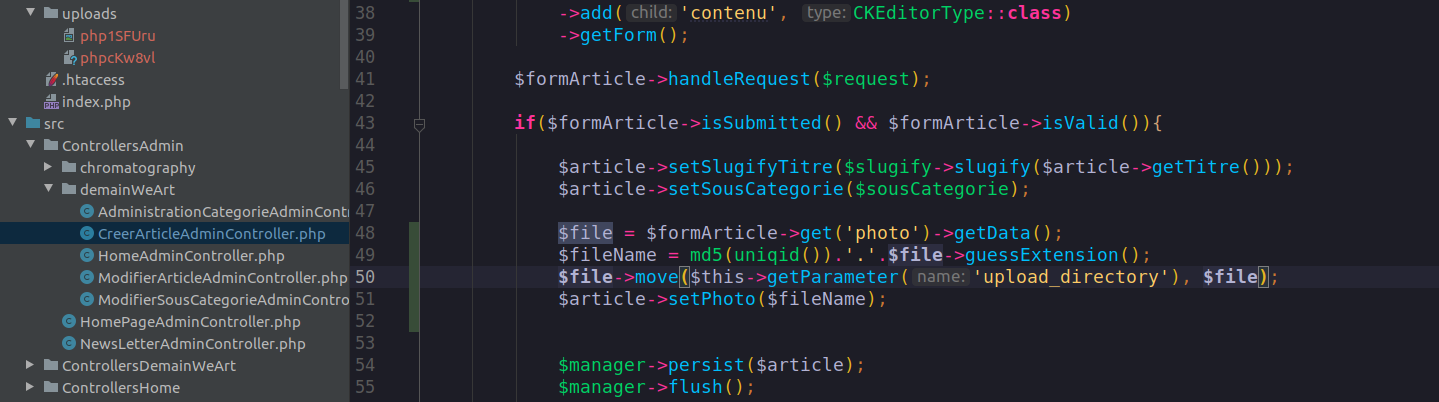 uploads
php1SFUru
phpcKw8vl
.htaccess
index.php
src
ControllersAdmin
chromatography
demainWeArt
AdministrationCategorieAdminCont
CreerArticleAdminController.php
HomeAdminController.php
ModifierArticleAdminController.php
ModifierSousCategorieAdminContro
HomePageAdminController.php
NewsLetterAdminController.php
ControllersDemainWeArt
ControllersHome
38 ->add( child: 'contenu', type: CKEditorType::class)
39 ->getForm();
40
41 $formArticle->handleRequest($request);
42
43 if($formArticle->isSubmitted() && $formArticle->isValid()){
44
45 $article->setSlugifyTitre($slugify->slugify($article->getTitre()));
46 $article->setSousCategorie($sousCategorie);
47
48 $file = $formArticle->get('photo')->getData();
49 $fileName = md5(uniqid()).'.'.$file->guessExtension();
50 $file->move($this->getParameter( name: 'upload_directory'), $file);
51 $article->setPhoto($fileName);
52
53
54 $manager->persist($article);
55 $manager->flush();